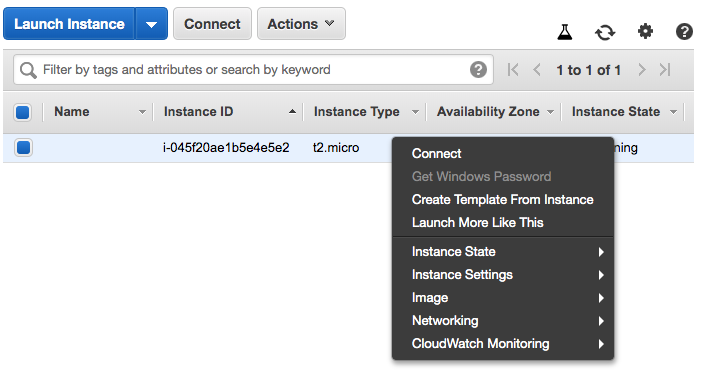 Launch Instance Connect Actions
Filter by tags and attributes or search by keyword 1 to 1 of 1
Name Instance ID Instance Type Availability Zone Instance State
i-045f20ae1b5e4e5e2 t2.micro ning
Connect
Get Windows Password
Create Template From Instance
Launch More Like This
Instance State
Instance Settings
Image
Networking
CloudWatch Monitoring